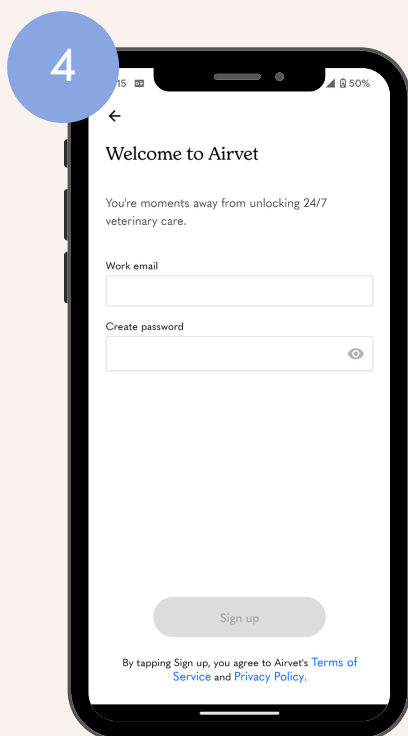 4
:15 50%
Welcome to Airvet
You're moments away from unlocking 24/7
veterinary care.
Work email
Create password
Sign up
By tapping Sign up, you agree to Airvet's Terms of
Service and Privacy Policy.